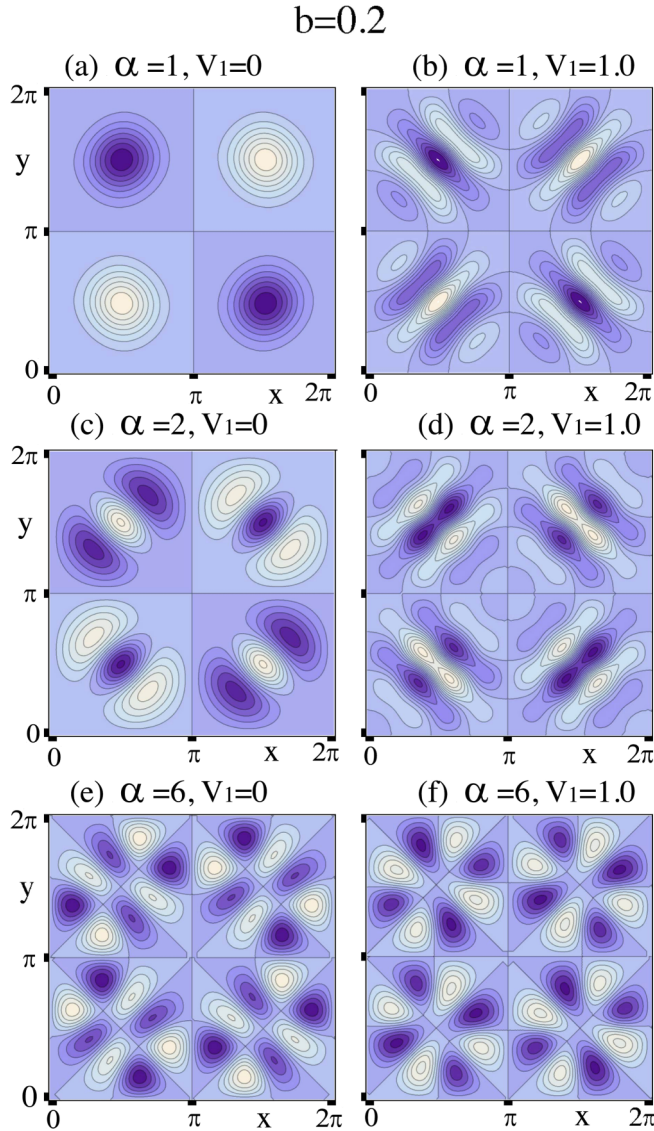 b=0.2
(a) α =1, V₁=0
(b) α =1, V₁=1.0
2π
y
π
0
0 π x 2π
0 π x 2π
(c) α =2, V₁=0
(d) α =2, V₁=1.0
2π
y
π
0
0 π x 2π
0 π x 2π
(e) α =6, V₁=0
(f) α =6, V₁=1.0
2π
y
π
0
0 π x 2π
0 π x 2π